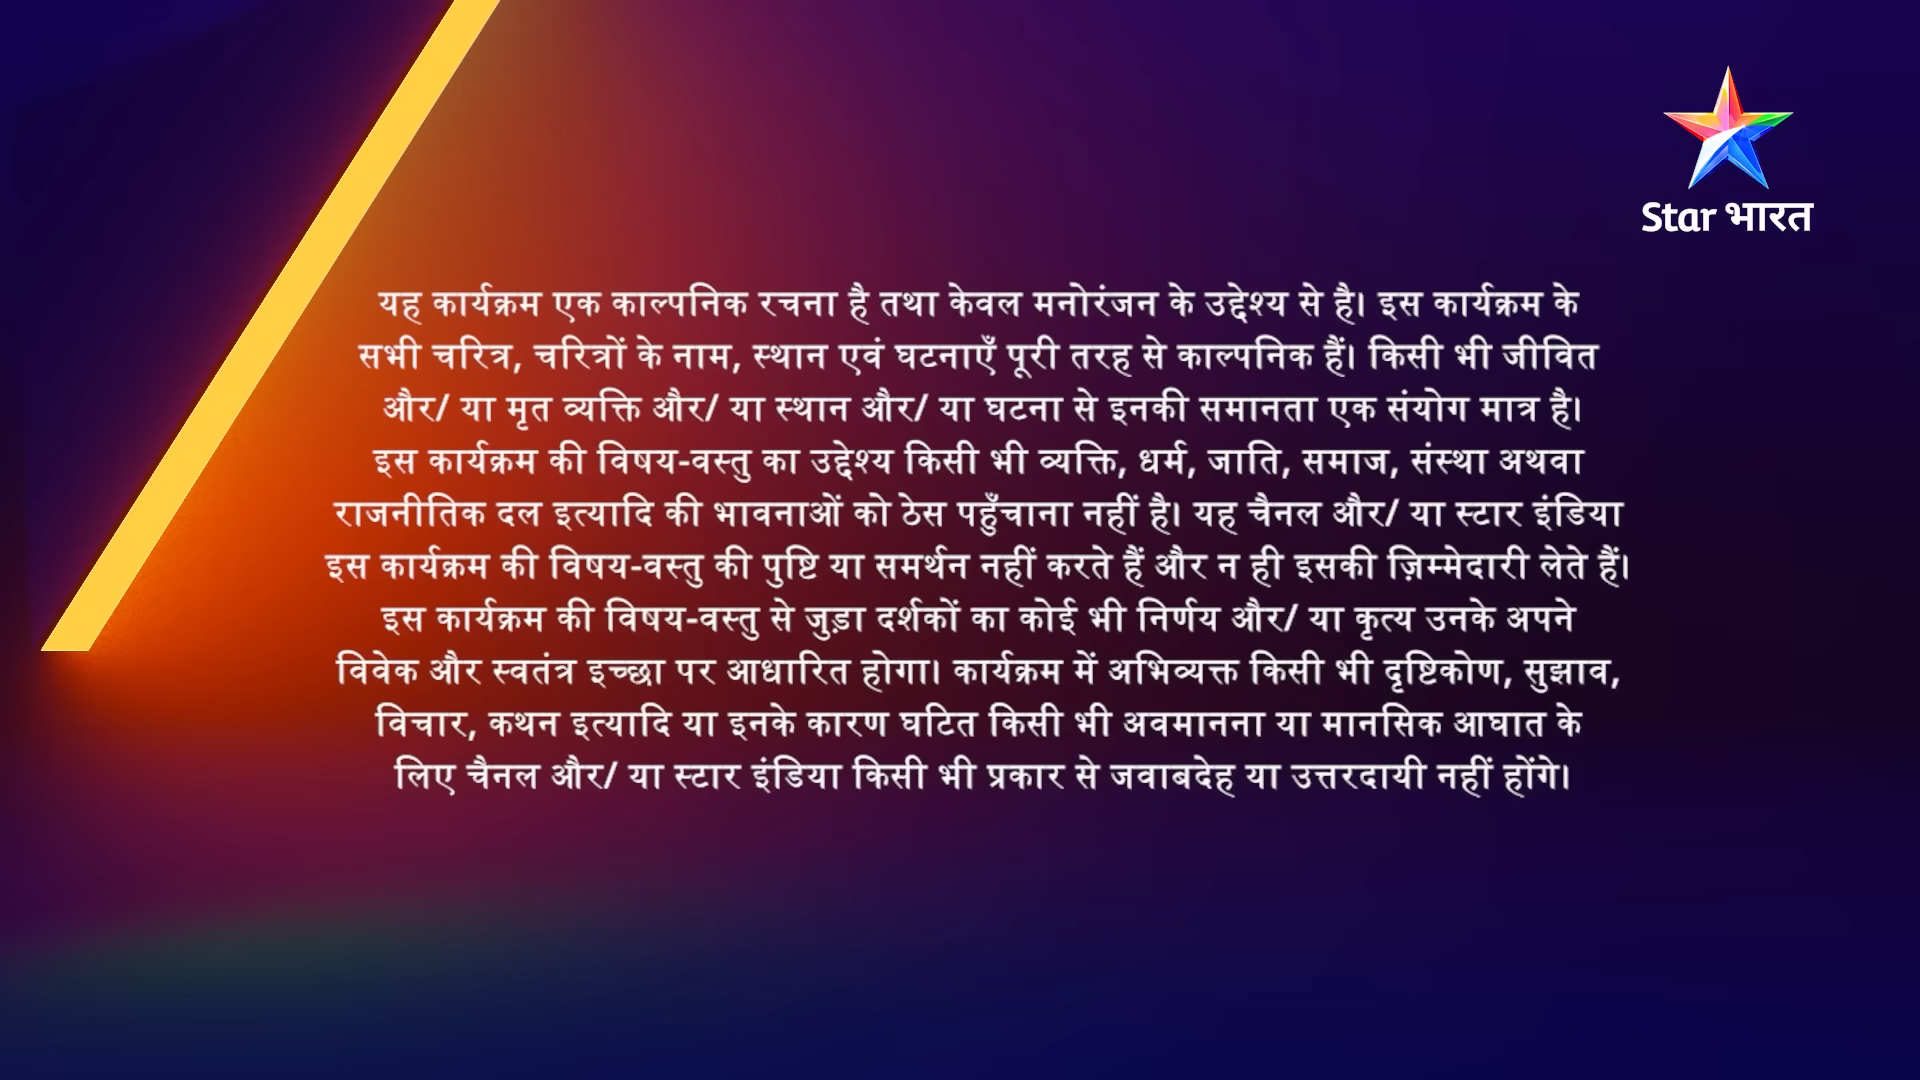 Star भारत
यह कार्यक्रम एक काल्पनिक रचना है तथा केवल मनोरंजन के उद्देश्य से है। इस कार्यक्रम के
सभी चरित्र, चरित्रों के नाम, स्थान एवं घटनाएँ पूरी तरह से काल्पनिक हैं। किसी भी जीवित
और/ या मृत व्यक्ति और/ या स्थान और/ या घटना से इनकी समानता एक संयोग मात्र है।
इस कार्यक्रम की विषय-वस्तु का उद्देश्य किसी भी व्यक्ति, धर्म, जाति, समाज, संस्था अथवा
राजनीतिक दल इत्यादि की भावनाओं को ठेस पहुँचाना नहीं है। यह चैनल और/ या स्टार इंडिया
इस कार्यक्रम की विषय-वस्तु की पुष्टि या समर्थन नहीं करते हैं और न ही इसकी ज़िम्मेदारी लेते हैं।
इस कार्यक्रम की विषय-वस्तु से जुड़ा दर्शकों का कोई भी निर्णय और/ या कृत्य उनके अपने
विवेक और स्वतंत्र इच्छा पर आधारित होगा। कार्यक्रम में अभिव्यक्त किसी भी दृष्टिकोण, सुझाव,
विचार, कथन इत्यादि या इनके कारण घटित किसी भी अवमानना या मानसिक आघात के
लिए चैनल और/ या स्टार इंडिया किसी भी प्रकार से जवाबदेह या उत्तरदायी नहीं होंगे।